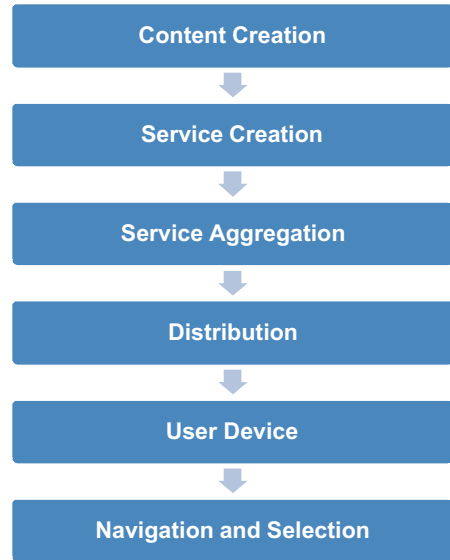 Content Creation
Service Creation
Service Aggregation
Distribution
User Device
Navigation and Selection